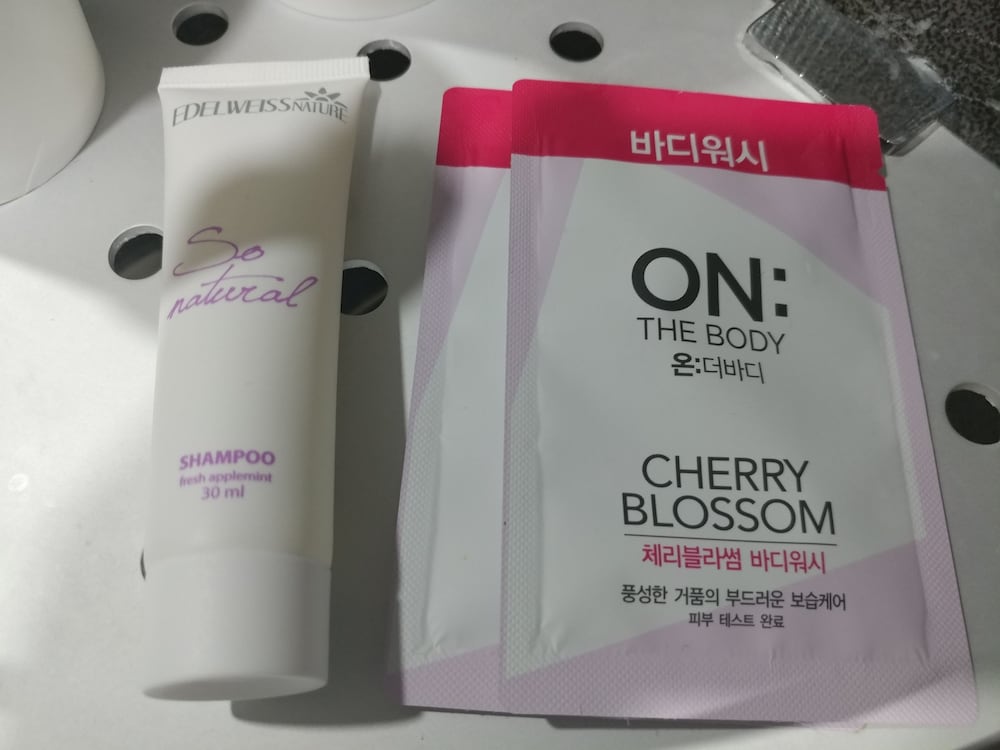 EDELWEISSNATURE
So
natural
SHAMPOO
fresh applemint
30 ml
바디워시
ON:
THE BODY
온:더바디
CHERRY
BLOSSOM
체리블라썸 바디워시
풍성한 거품의 부드러운 보습케어
피부 테스트 완료